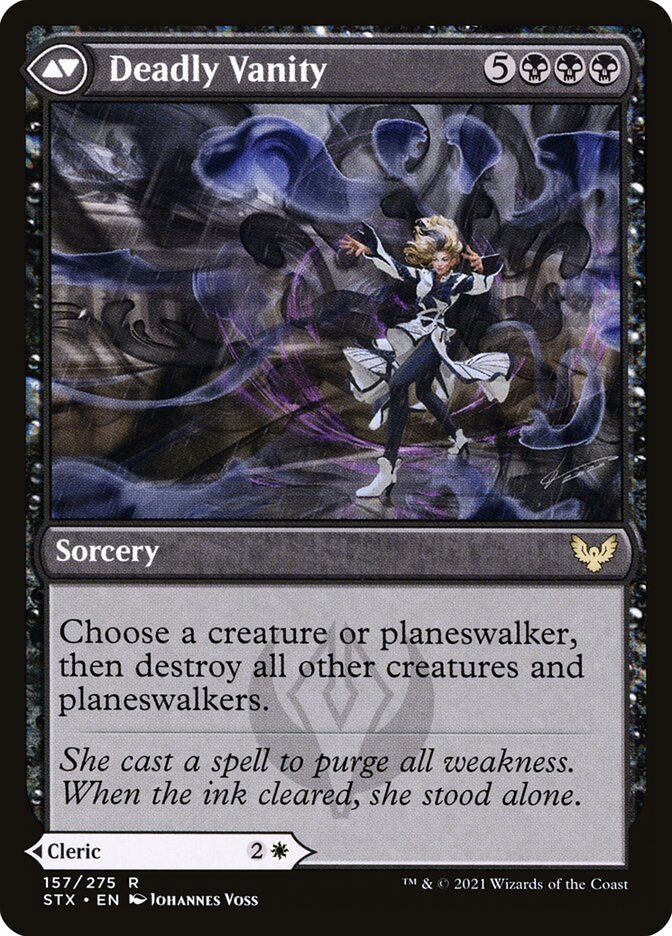 Deadly Vanity
5
Sorcery
Choose a creature or planeswalker,
then destroy all other creatures and
planeswalkers.
She cast a spell to purge all weakness.
When the ink cleared, she stood alone.
Cleric 2
157/275 R
STX • EN Johannes Voss
™ & © 2021 Wizards of the Coast